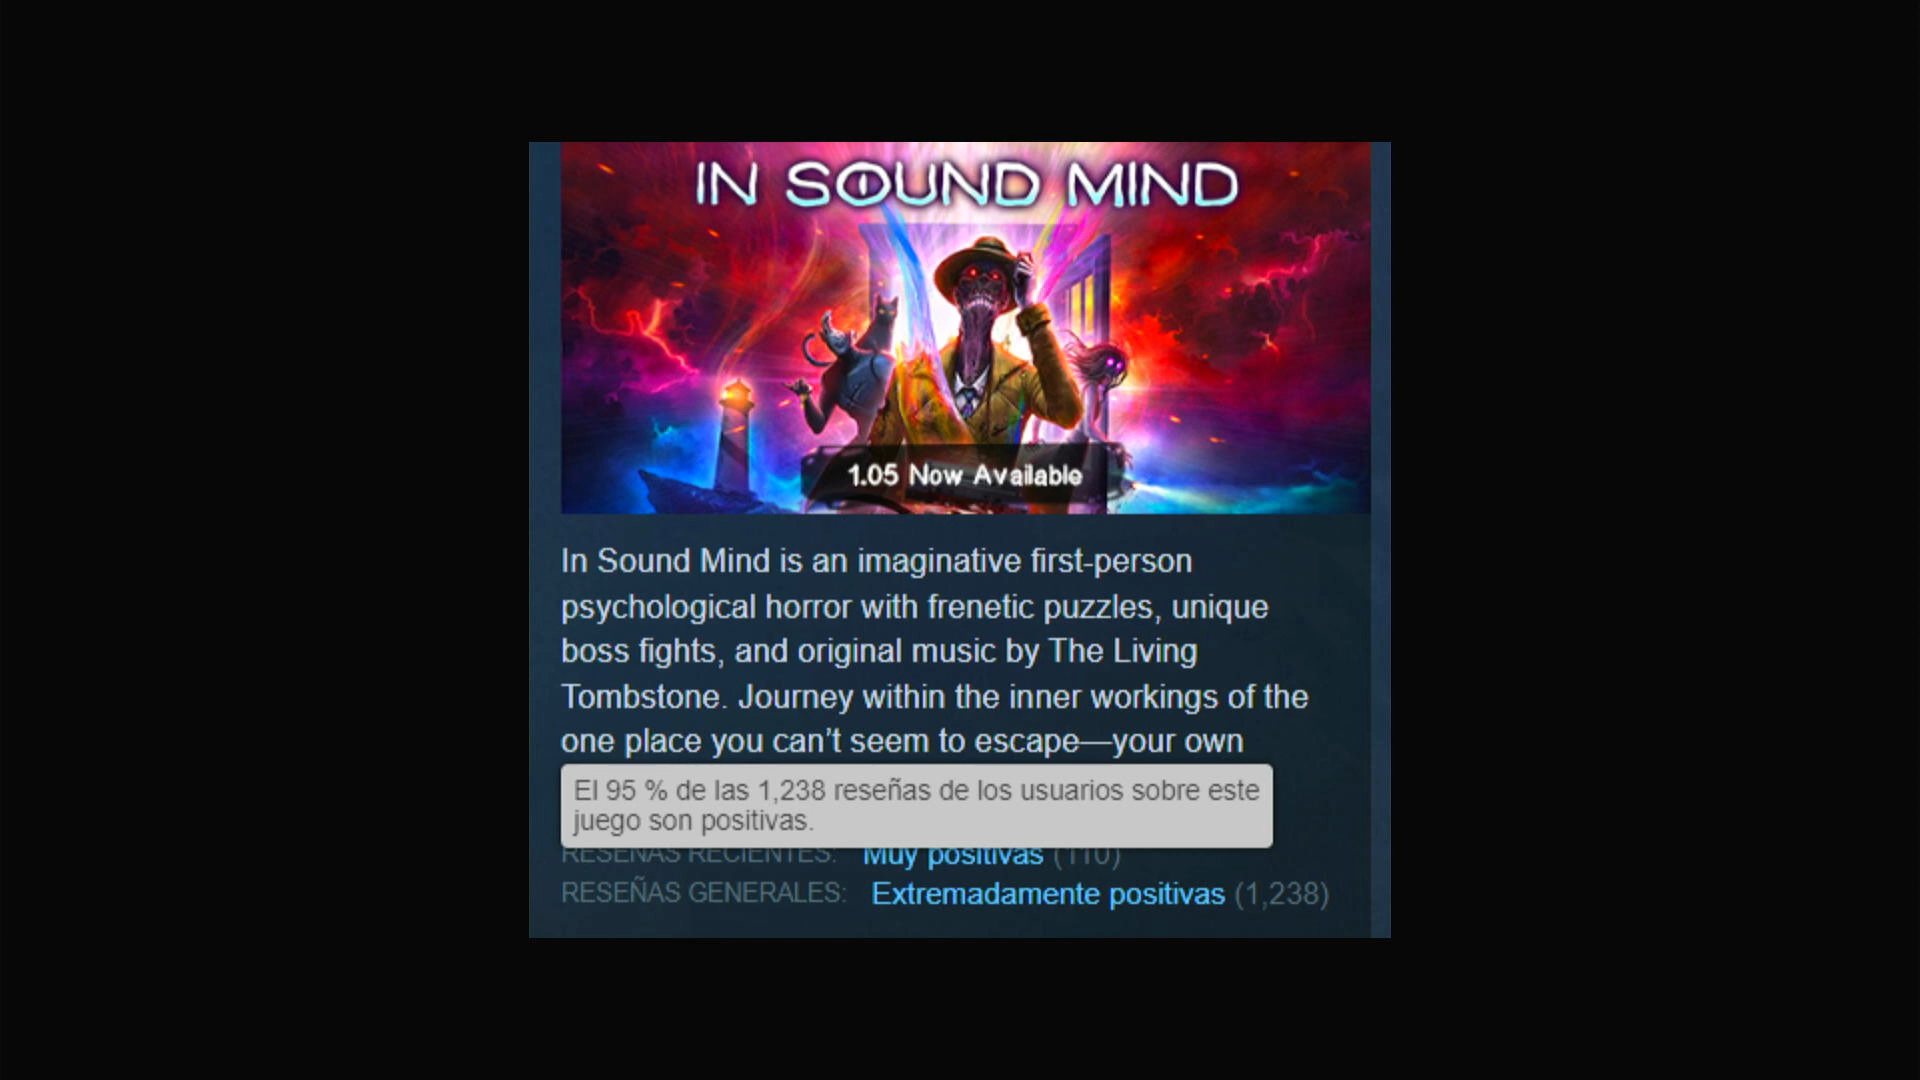 IN SOUND MIND
1.05 Now Available
In Sound Mind is an imaginative first-person
psychological horror with frenetic puzzles, unique
boss fights, and original music by The Living
Tombstone. Journey within the inner workings of the
one place you can’t seem to escape—your own
El 95 % de las 1,238 reseñas de los usuarios sobre este
juego son positivas.
RESEÑAS RECIENTES: Muy positivas (110)
RESEÑAS GENERALES: Extremadamente positivas (1,238)